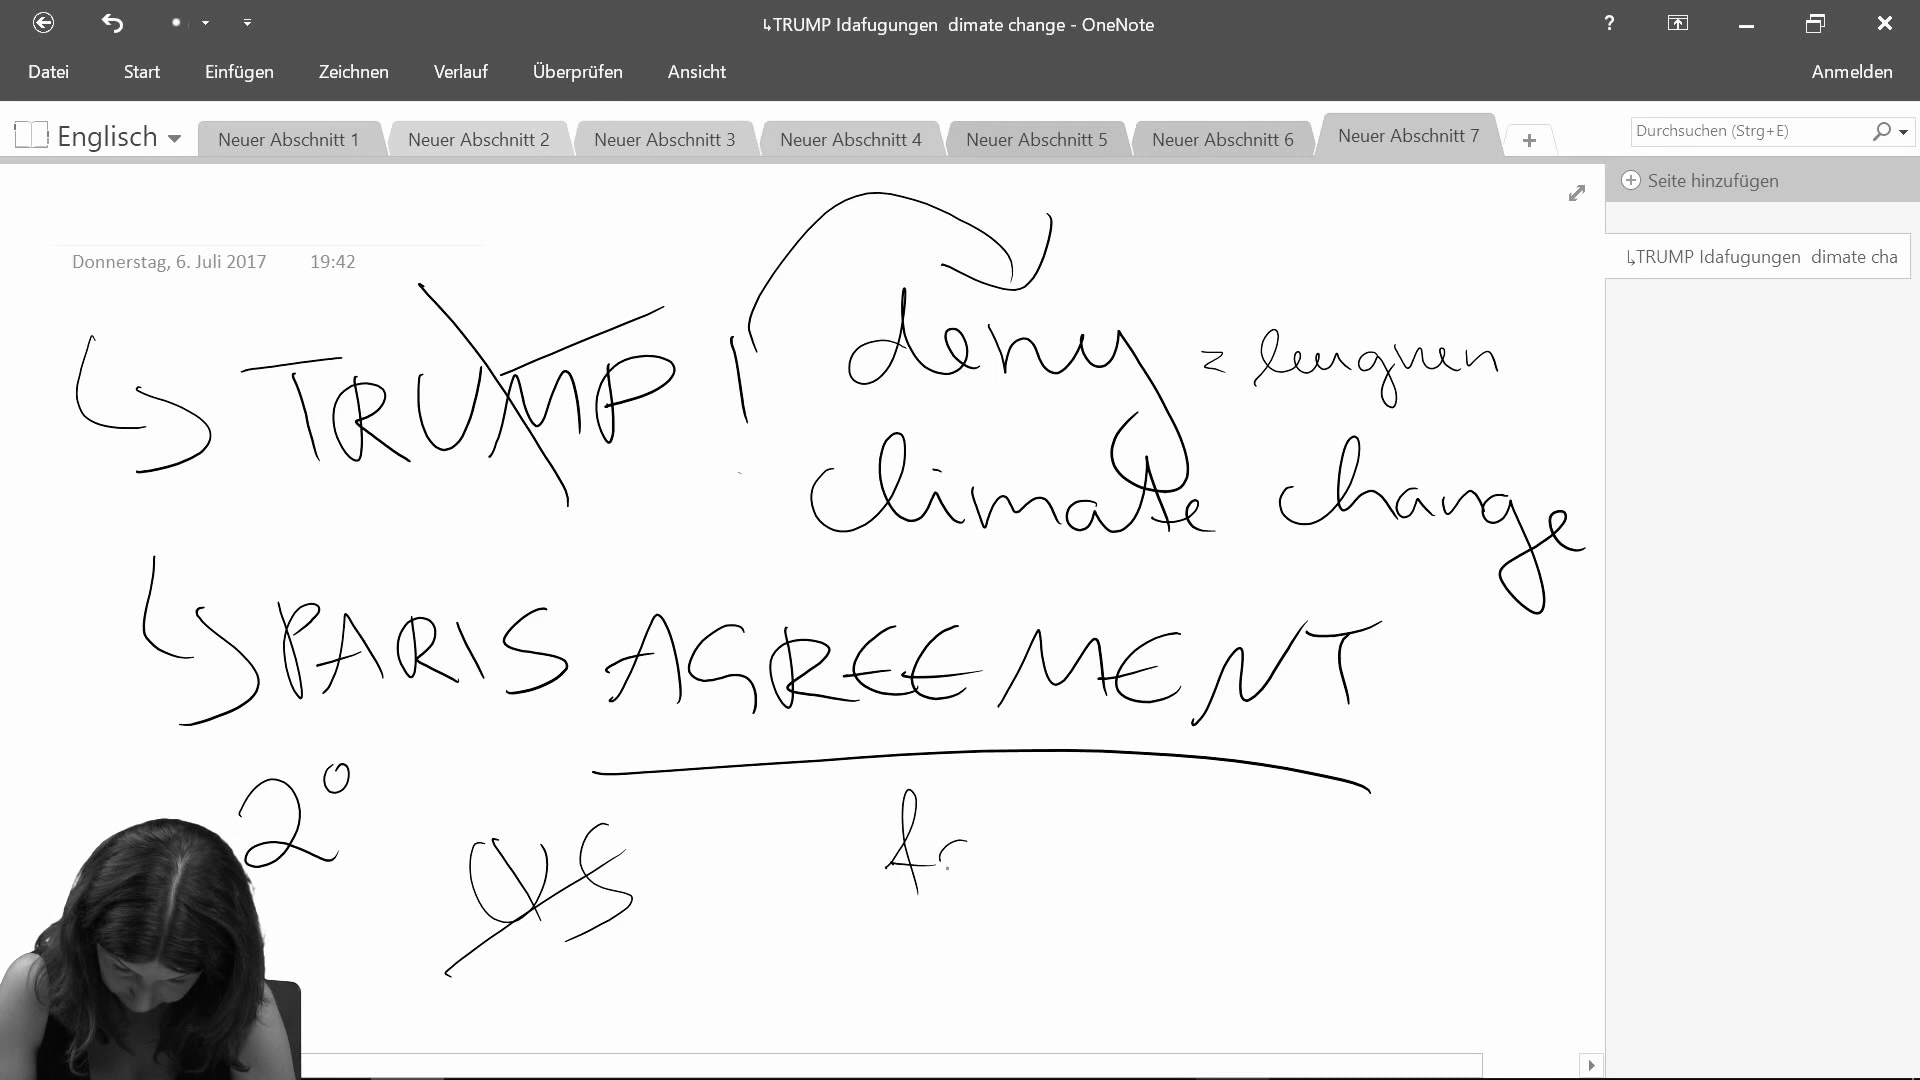 ↳TRUMP Idafugungen dimate change - OneNote
Datei Start Einfügen Zeichnen Verlauf Überprüfen Ansicht Anmelden
Englisch Neuer Abschnitt 1 Neuer Abschnitt 2 Neuer Abschnitt 3 Neuer Abschnitt 4 Neuer Abschnitt 5 Neuer Abschnitt 6 Neuer Abschnitt 7 Durchsuchen (Strg+E)
Seite hinzufügen
↳TRUMP Idafugungen dimate cha
Donnerstag, 6. Juli 2017 19:42
TRUMP deny = leugnen
climate change
PARIS AGREEMENT
2°
US
fr